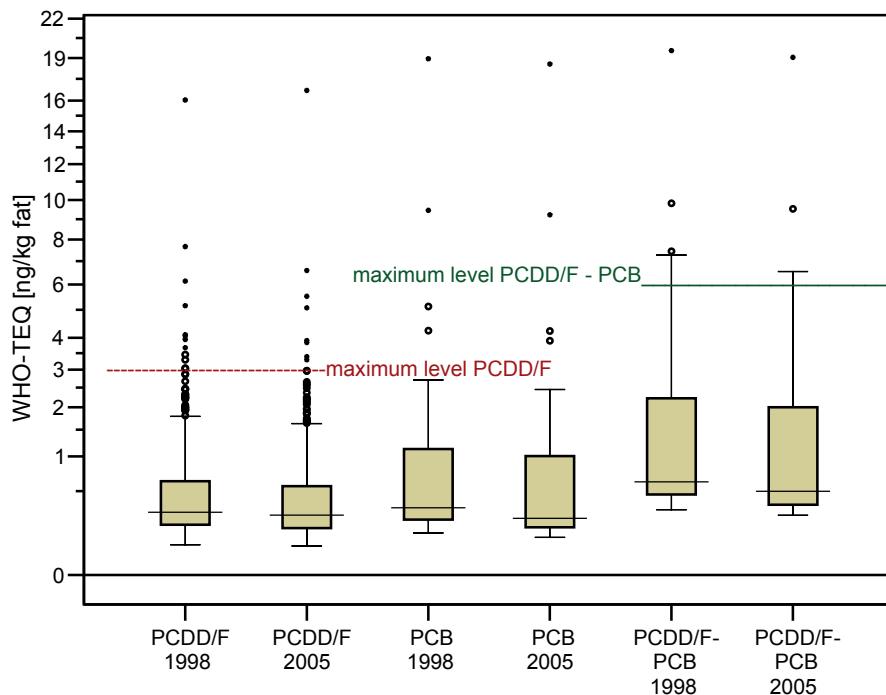 WHO-TEQ [ng/kg fat]
22
19
16
14
12
10
8
6
4
3
2
1
0
maximum level PCDD/F - PCB
maximum level PCDD/F
PCDD/F
1998
PCDD/F
2005
PCB
1998
PCB
2005
PCDD/F-
PCB
1998
PCDD/F-
PCB
2005